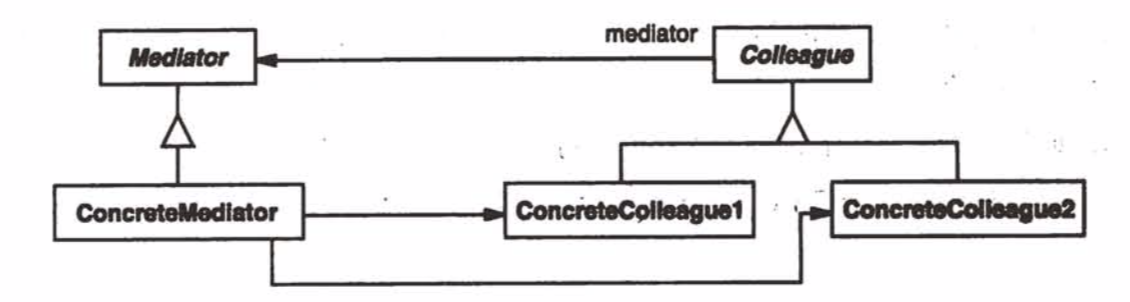 mediator
Mediator
Colleague
ConcreteMediator
ConcreteColleague1
ConcreteColleague2